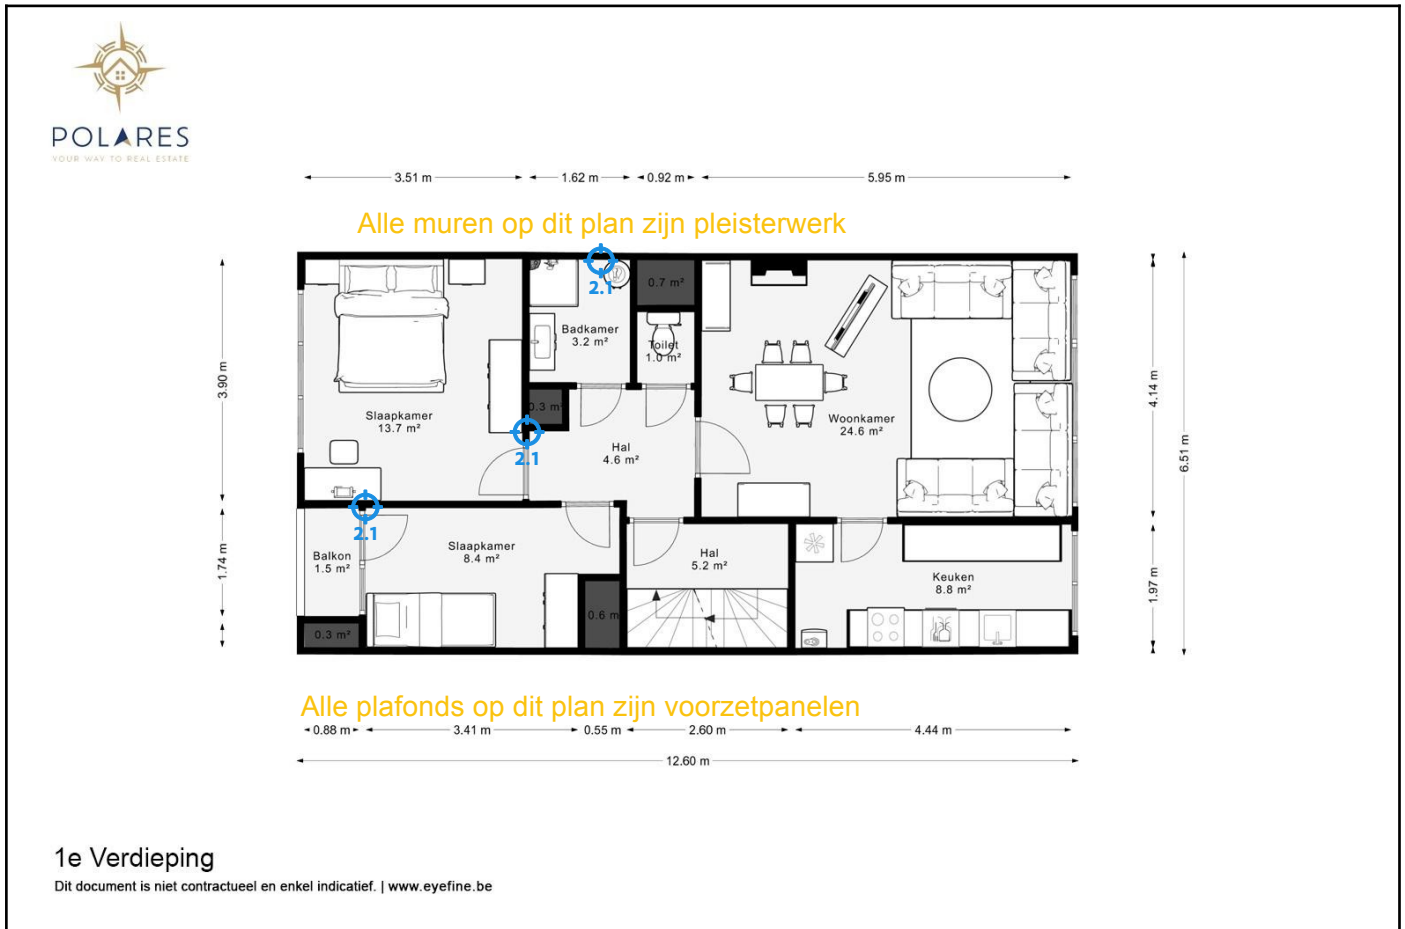 POLARES
YOUR WAY TO REAL ESTATE
3.51 m
1.62 m
0.92 m
5.95 m
Alle muren op dit plan zijn pleisterwerk
2.1
0.7 m²
Badkamer
3.2 m²
Toilet
1.0 m²
3.90 m
4.14 m
6.51 m
Slaapkamer
13.7 m²
0.3 m²
2.1
Hal
4.6 m²
Woonkamer
24.6 m²
2.1
Balkon
1.5 m²
Slaapkamer
8.4 m²
Hal
5.2 m²
Keuken
8.8 m²
1.74 m
1.97 m
0.3 m²
0.6 m
Alle plafonds op dit plan zijn voorzetpanelen
0.88 m
3.41 m
0.55 m
2.60 m
4.44 m
12.60 m
1e Verdieping
Dit document is niet contractueel en enkel indicatief. | www.eyefine.be